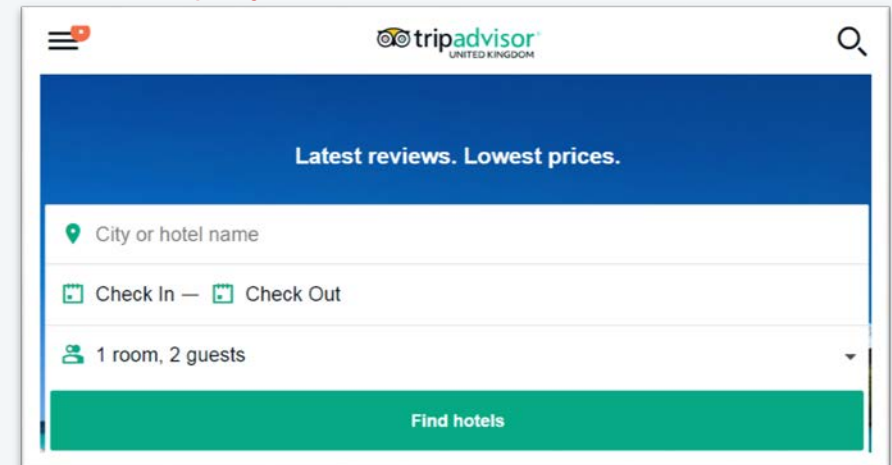 tripadvisor
UNITED KINGDOM
Latest reviews. Lowest prices.
City or hotel name
Check In — Check Out
1 room, 2 guests
Find hotels